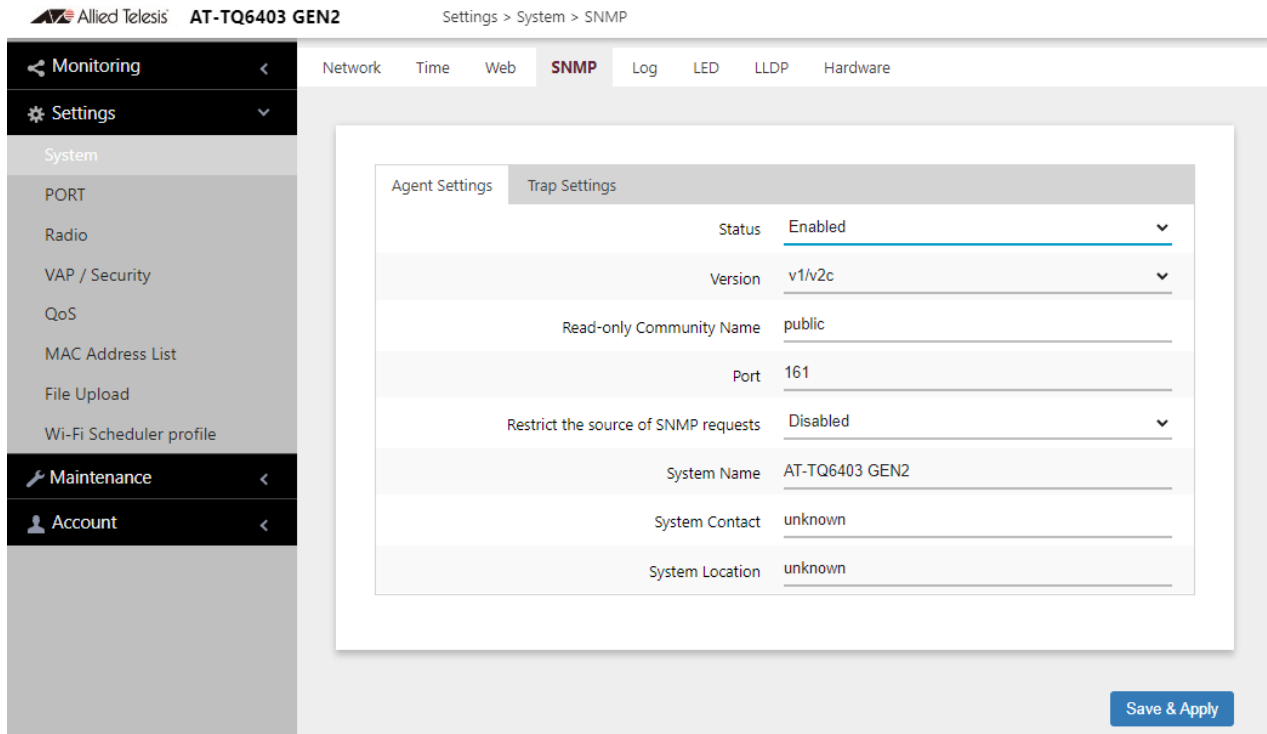 Allied Telesis AT-TQ6403 GEN2 Settings > System > SNMP
Monitoring
Settings
System
PORT
Radio
VAP / Security
QoS
MAC Address List
File Upload
Wi-Fi Scheduler profile
Maintenance
Account
Network Time Web SNMP Log LED LLDP Hardware
Agent Settings Trap Settings
Status Enabled
Version v1/v2c
Read-only Community Name public
Port 161
Restrict the source of SNMP requests Disabled
System Name AT-TQ6403 GEN2
System Contact unknown
System Location unknown
Save & Apply